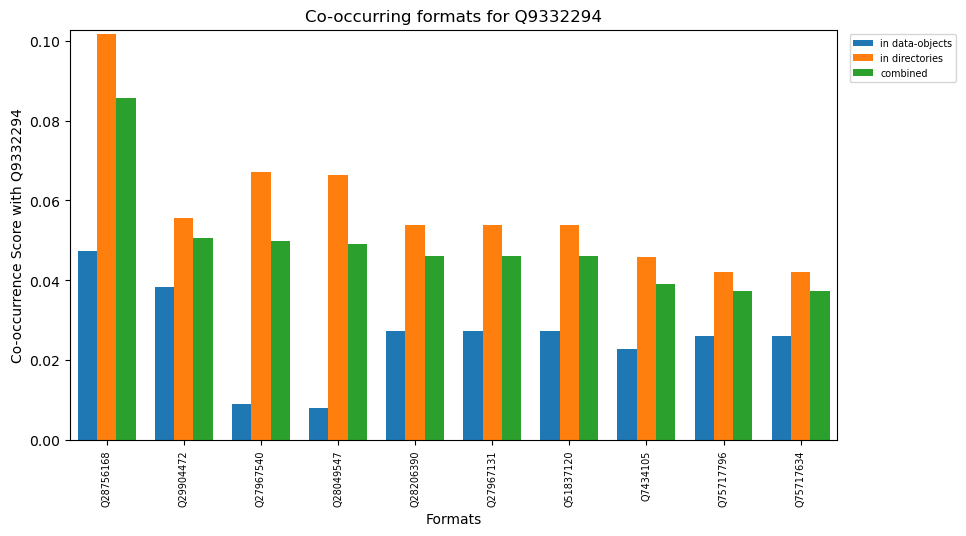 Co-occurring formats for Q9332294
in data-objects
in directories
combined
Co-occurrence Score with Q9332294
0.10
0.08
0.06
0.04
0.02
0.00
Q28756168
Q29904472
Q27967540
Q28049547
Q28206390
Q27967131
Q51837120
Q7434105
Q75717796
Q75717634
Formats